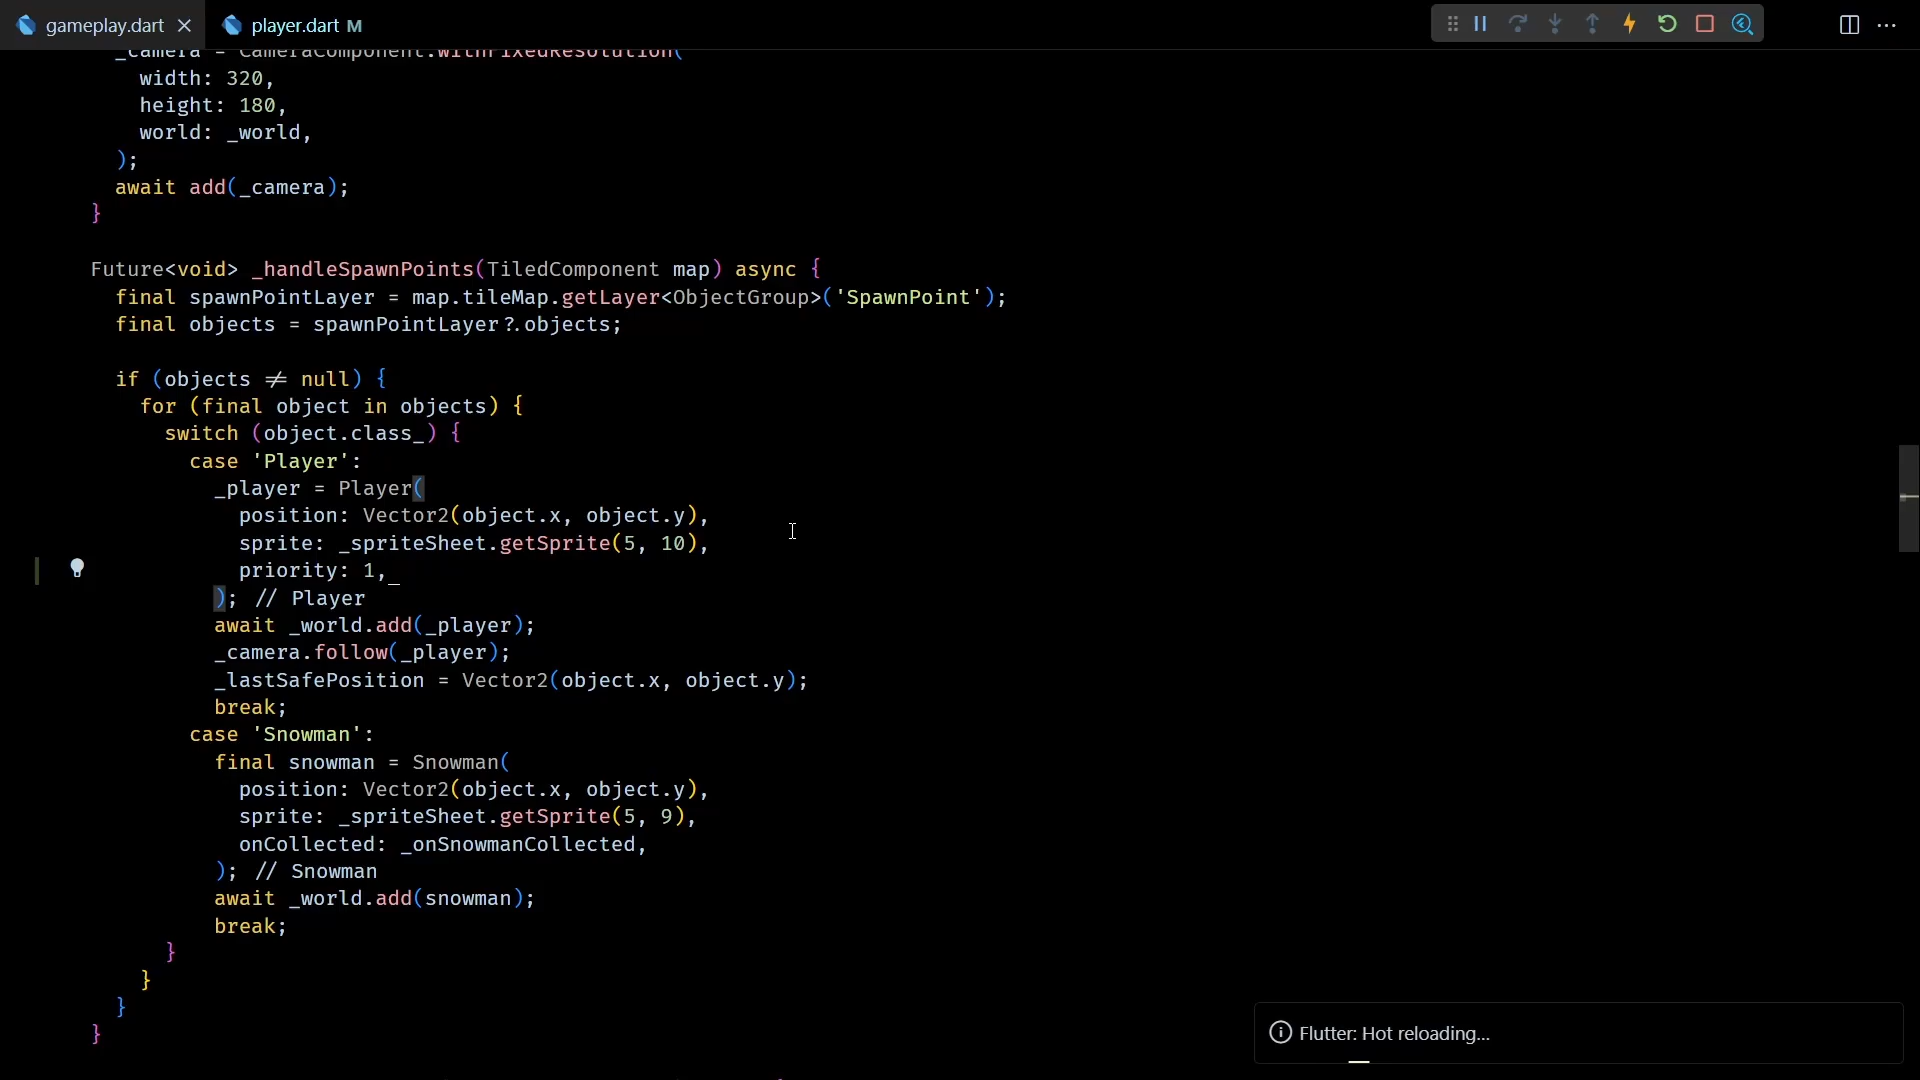 gameplay.dart
player.dart M
_camera = CameraComponent.withFixedResolution(
width: 320,
height: 180,
world: _world,
);
await add(_camera);
}
Future<void> _handleSpawnPoints(TiledComponent map) async {
final spawnPointLayer = map.tileMap.getLayer<ObjectGroup>('SpawnPoint');
final objects = spawnPointLayer?.objects;
if (objects != null) {
for (final object in objects) {
switch (object.class_) {
case 'Player':
_player = Player(
position: Vector2(object.x, object.y),
sprite: _spriteSheet.getSprite(5, 10),
priority: 1,
); // Player
await _world.add(_player);
_camera.follow(_player);
_lastSafePosition = Vector2(object.x, object.y);
break;
case 'Snowman':
final snowman = Snowman(
position: Vector2(object.x, object.y),
sprite: _spriteSheet.getSprite(5, 9),
onCollected: _onSnowmanCollected,
); // Snowman
await _world.add(snowman);
break;
}
}
}
}
Flutter: Hot reloading...